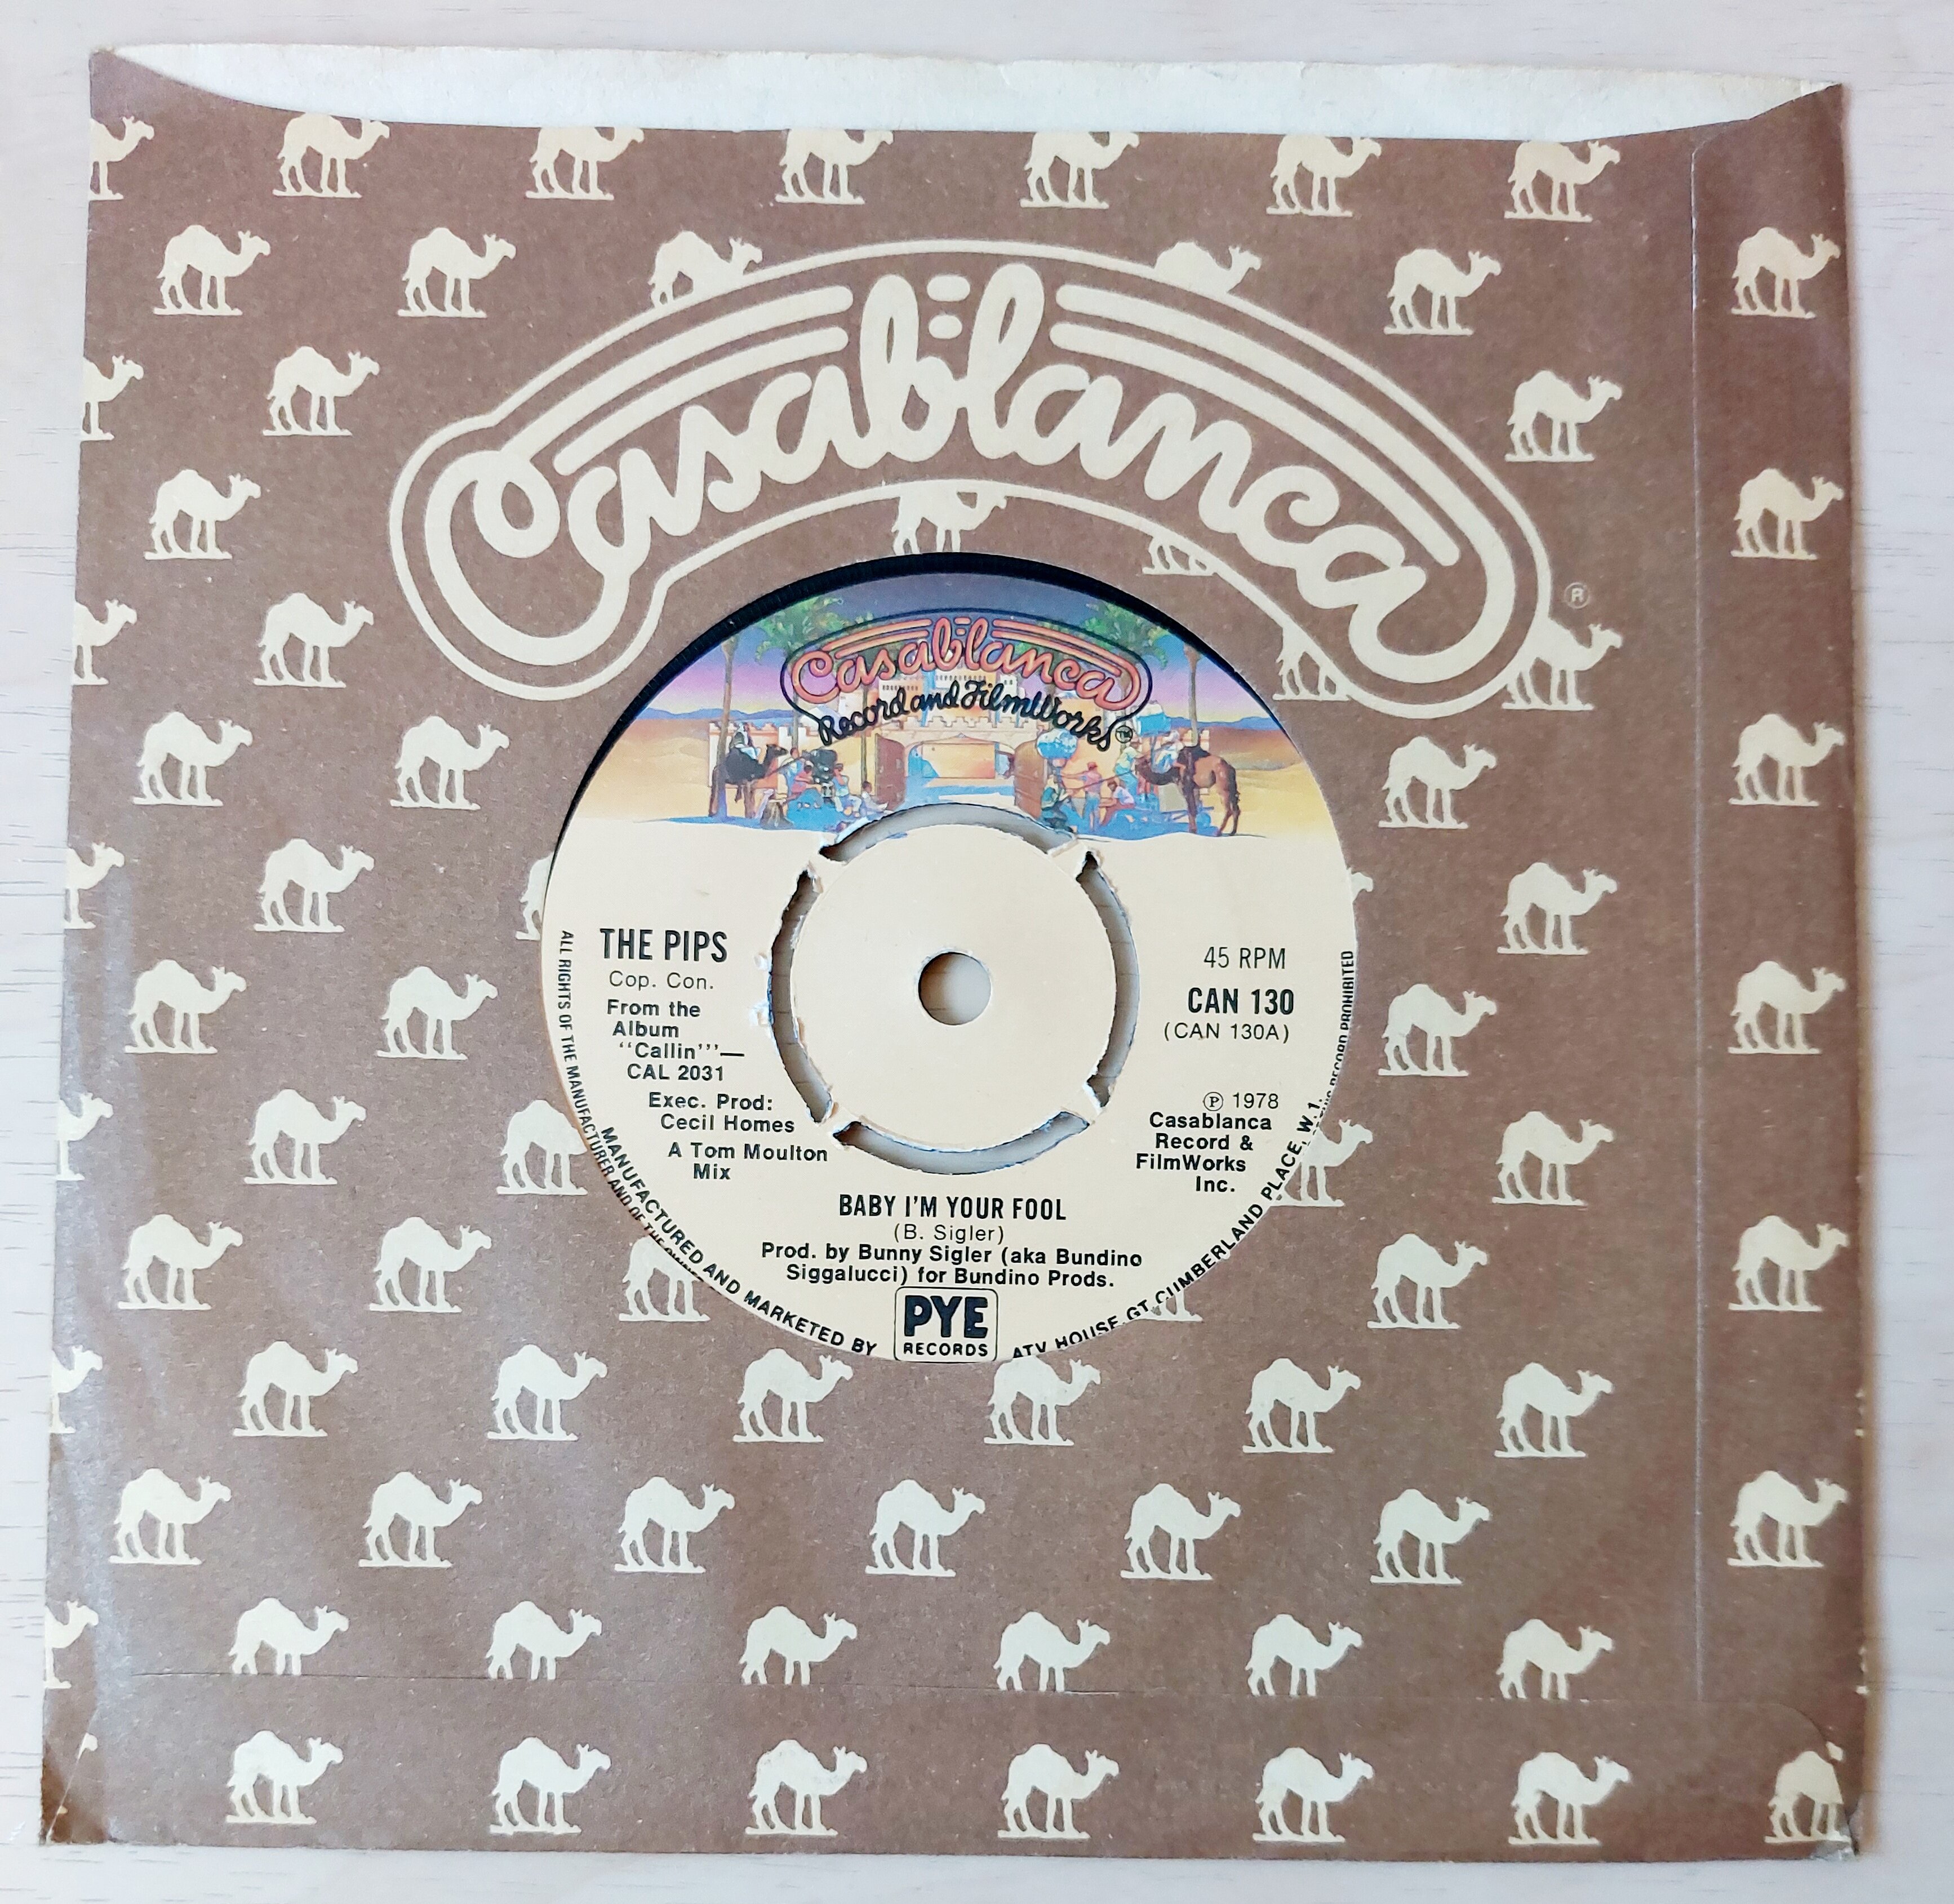 Casablanca
®
Casablanca
Record and FilmWorks
TM
THE PIPS
Cop. Con.
From the
Album
“Callin’”—
CAL 2031
Exec. Prod:
Cecil Homes
A Tom Moulton
Mix
45 RPM
CAN 130
(CAN 130A)
℗ 1978
Casablanca
Record &
FilmWorks
Inc.
BABY I'M YOUR FOOL
(B. Sigler)
Prod. by Bunny Sigler (aka Bundino
Siggalucci) for Bundino Prods.
PYE
RECORDS
MANUFACTURED AND MARKETED BY
ATV HOUSE, GT. CUMBERLAND PLACE, W.1.
ALL RIGHTS OF THE MANUFACTURER AND OF THE
RECORD PROHIBITED